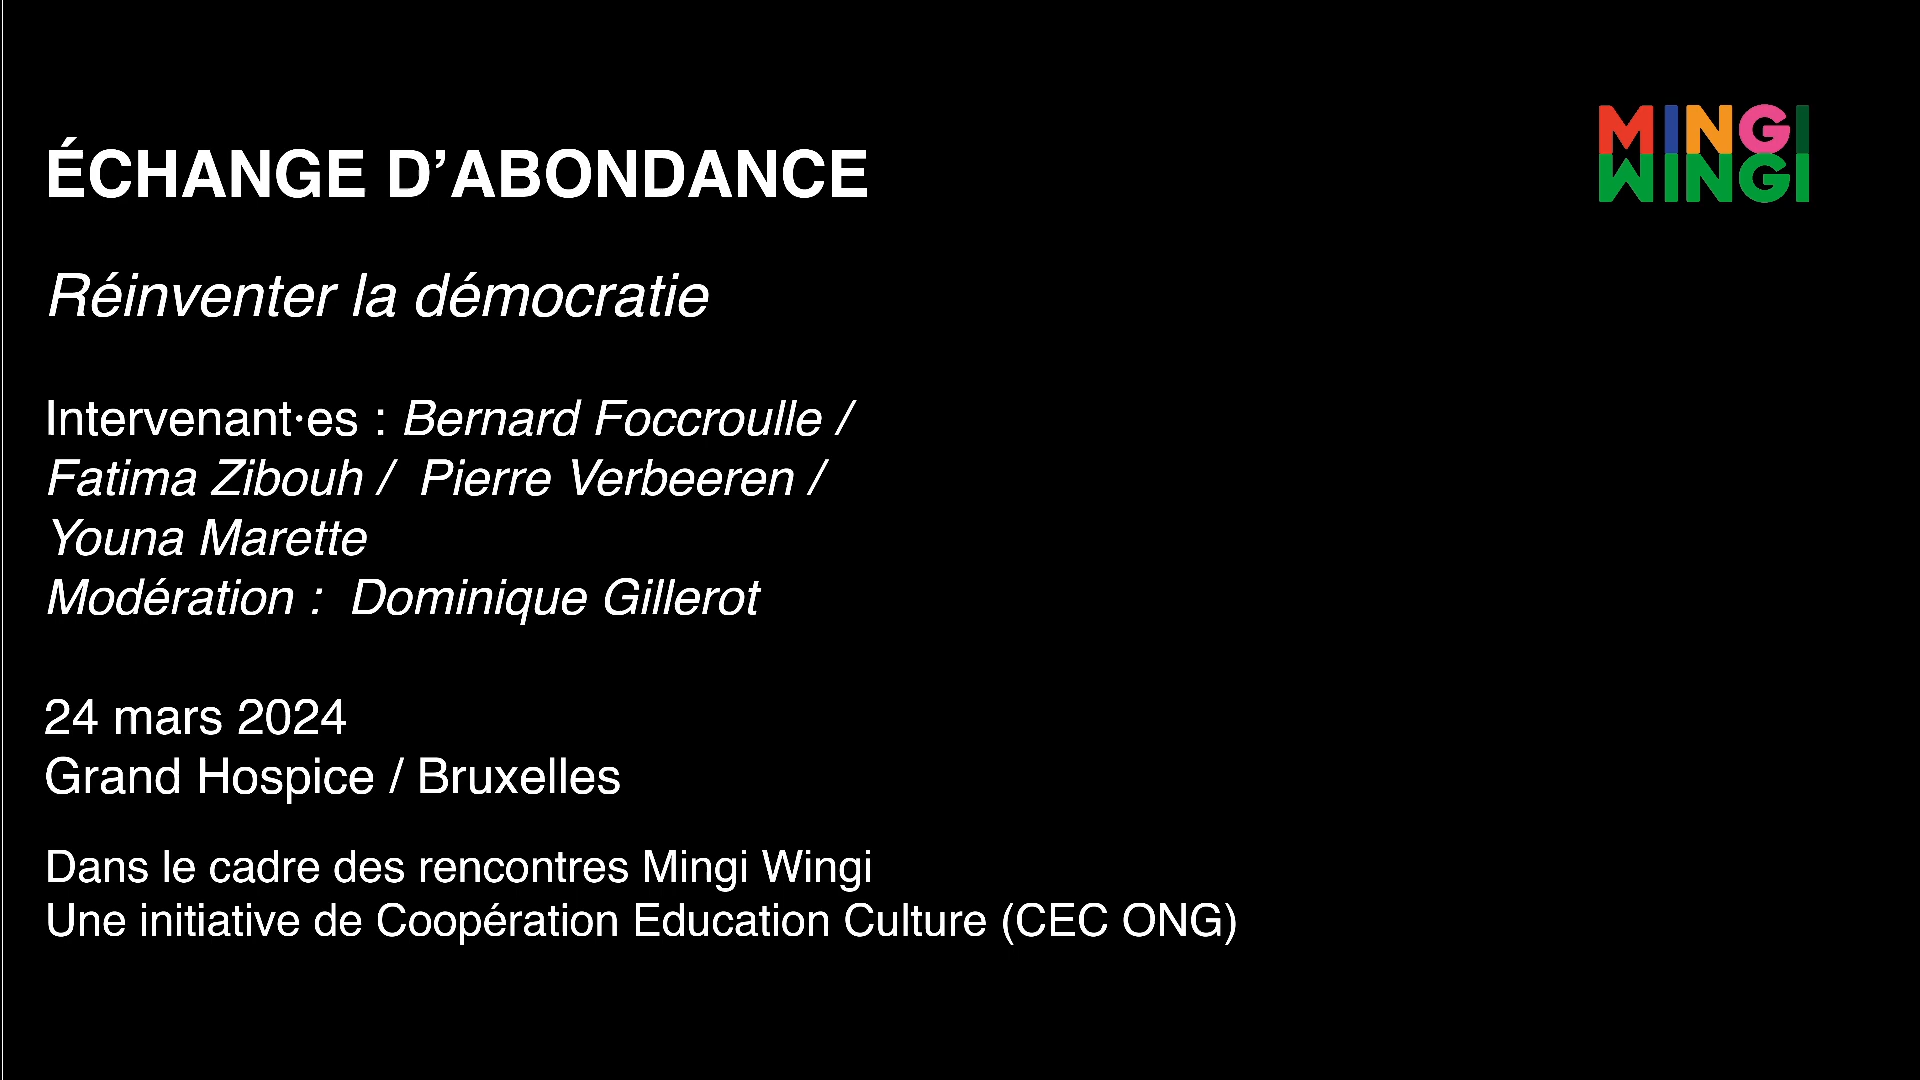 MINGI
WINGI
ÉCHANGE D’ABONDANCE
Réinventer la démocratie
Intervenant·es : Bernard Foccroulle /
Fatima Zibouh / Pierre Verbeeren /
Youna Marette
Modération : Dominique Gillerot
24 mars 2024
Grand Hospice / Bruxelles
Dans le cadre des rencontres Mingi Wingi
Une initiative de Coopération Education Culture (CEC ONG)